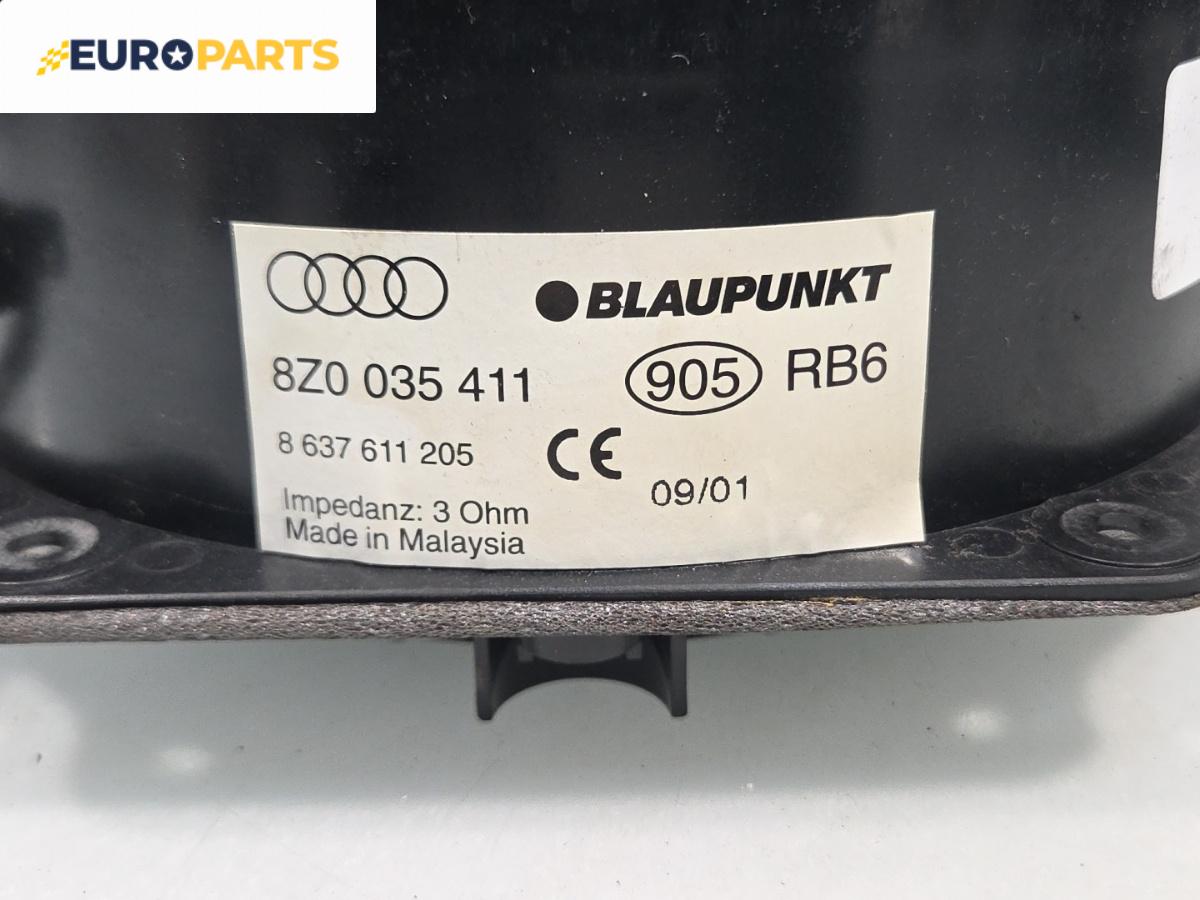 EUROPARTS
BLAUPUNKT
8Z0 035 411
905 RB6
8 637 611 205
CE
09/01
Impedanz: 3 Ohm
Made in Malaysia